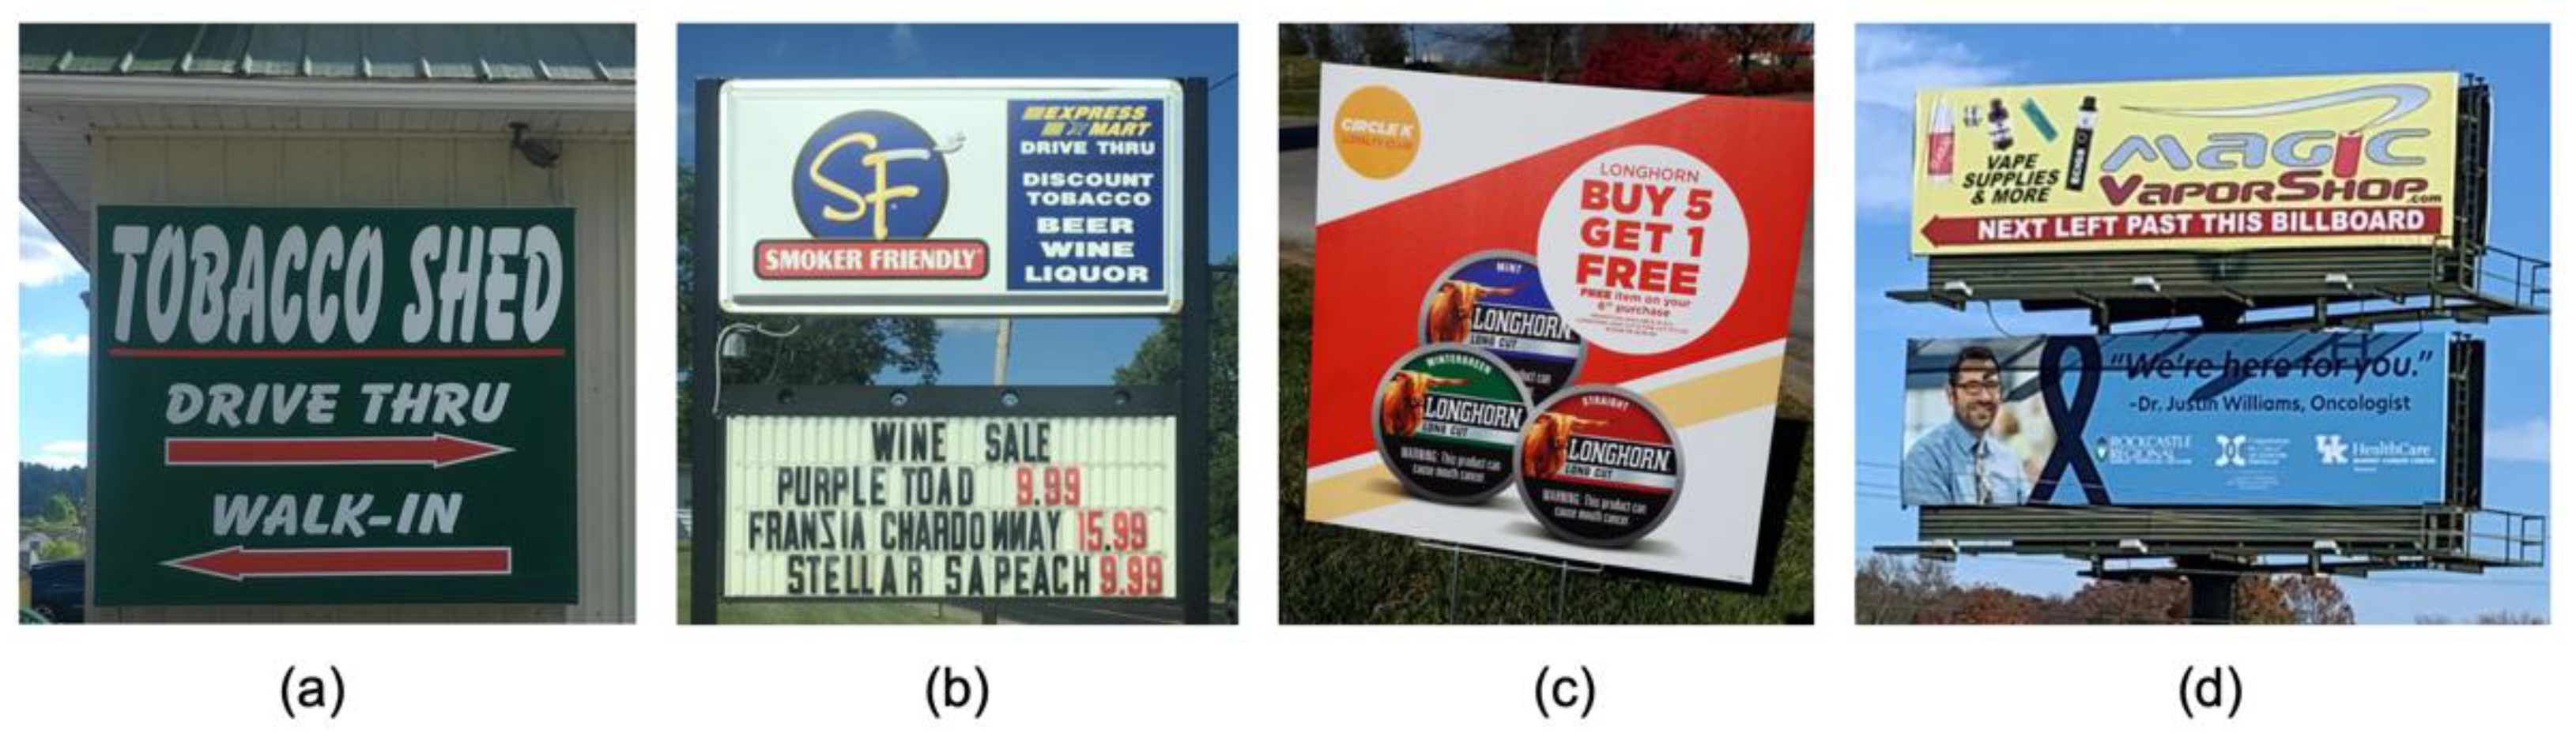 TOBACCO SHED
DRIVE THRU
WALK-IN
(a)
SF
SMOKER FRIENDLY
EXPRESS
MART
DRIVE THRU
DISCOUNT
TOBACCO
BEER
WINE
LIQUOR
WINE SALE
PURPLE TOAD 9.99
FRANSIA CHARDONNAY 15.99
STELLAR SA PEACH 9.99
(b)
CIRCLE K
LONGHORN
BUY 5
GET 1
FREE
FREE item on your
6th purchase
MINT
LONGHORN
LONG CUT
WINTERGREEN
LONGHORN
LONG CUT
WARNING: This product can
cause mouth cancer.
STRAIGHT
LONGHORN
LONG CUT
WARNING: This product can
cause mouth cancer.
(c)
VAPE
SUPPLIES
& MORE
MAGIC
VAPORSHOP.com
NEXT LEFT PAST THIS BILLBOARD
"We're here for you."
-Dr. Justin Williams, Oncologist
ROCKCASTLE
REGIONAL
UK HealthCare
(d)